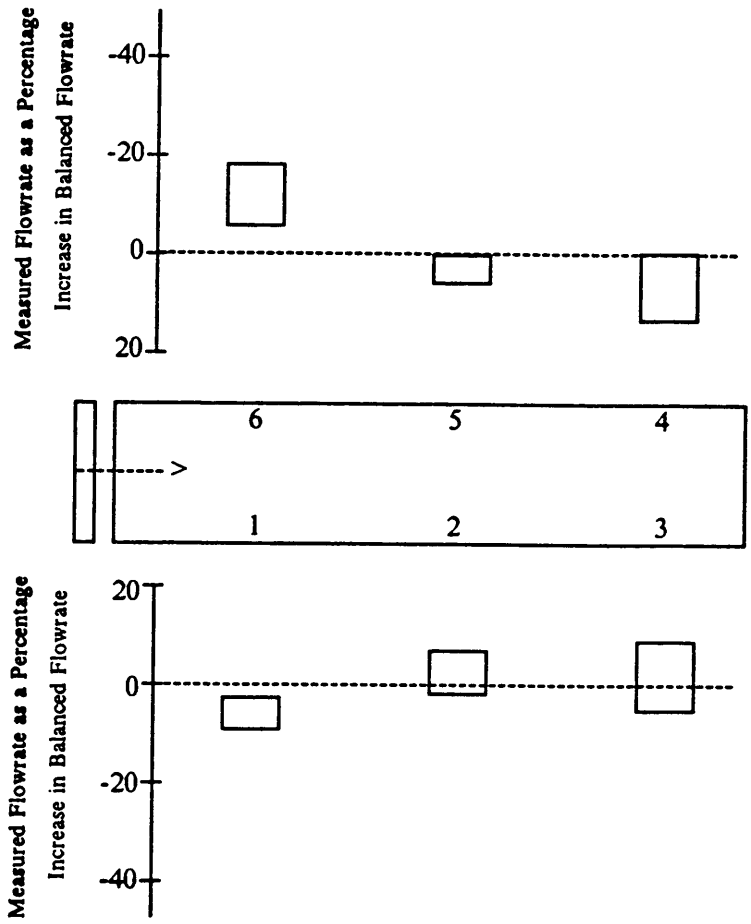 Measured Flowrate as a Percentage
Increase in Balanced Flowrate
-40
-20
0
20
6 5 4
>
1 2 3
Measured Flowrate as a Percentage
Increase in Balanced Flowrate
20
0
-20
-40